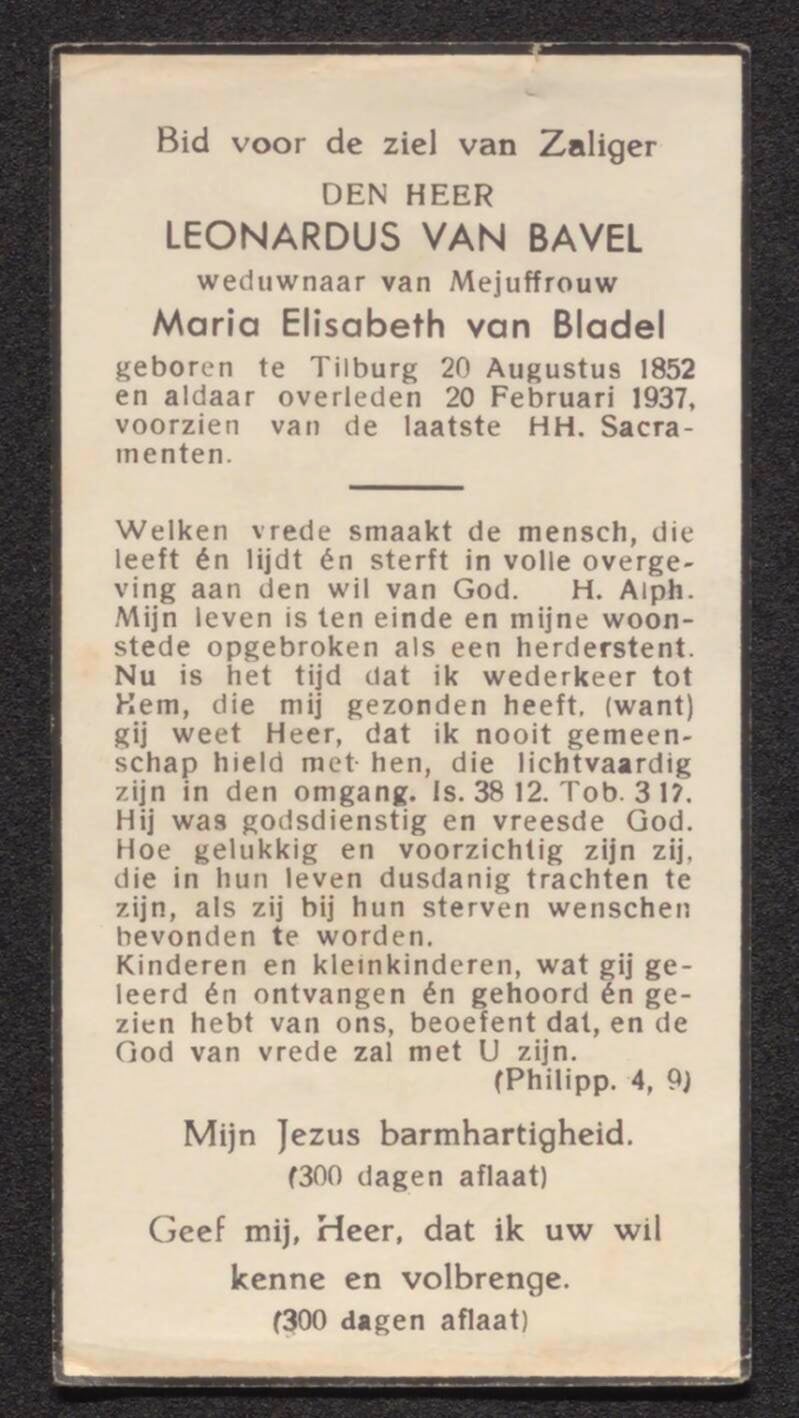 Bid voor de ziel van Zaliger
DEN HEER
LEONARDUS VAN BAVEL
weduwnaar van Mejuffrouw
Maria Elisabeth van Bladel
geboren te Tilburg 20 Augustus 1852
en aldaar overleden 20 Februari 1937,
voorzien van de laatste HH. Sacra-
menten.
Welken vrede smaakt de mensch, die
leeft én lijdt én sterft in volle overge-
ving aan den wil van God. H. Alph.
Mijn leven is ten einde en mijne woon-
stede opgebroken als een herderstent.
Nu is het tijd dat ik wederkeer tot
Hem, die mij gezonden heeft, (want)
gij weet Heer, dat ik nooit gemeen-
schap hield met hen, die lichtvaardig
zijn in den omgang. Is. 38 12. Tob. 3 17.
Hij was godsdienstig en vreesde God.
Hoe gelukkig en voorzichtig zijn zij,
die in hun leven dusdanig trachten te
zijn, als zij bij hun sterven wenschen
bevonden te worden.
Kinderen en kleinkinderen, wat gij ge-
leerd én ontvangen én gehoord én ge-
zien hebt van ons, beoefent dat, en de
God van vrede zal met U zijn.
(Philipp. 4, 9)
Mijn Jezus barmhartigheid.
(300 dagen aflaat)
Geef mij, Heer, dat ik uw wil
kenne en volbrenge.
(300 dagen aflaat)